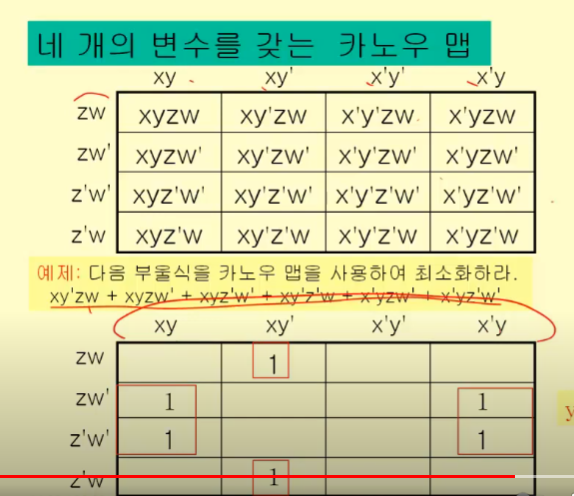 네 개의 변수를 갖는 카노우 맵
xy xy' x'y' x'y
zw xyzw xy'zw x'y'zw x'yzw
zw' xyzw' xy'zw' x'y'zw' x'yzw'
z'w' xyz'w' xy'z'w' x'y'z'w' x'yz'w'
z'w xyz'w xy'z'w x'y'z'w x'yz'w
예제: 다음 부울식을 카노우 맵을 사용하여 최소화하라.
xy'zw + xyzw' + xyz'w' + xy'z'w + x'yzw' + x'yz'w'
xy xy' x'y' x'y
zw 1
zw' 1 1
z'w' 1 1
z'w 1
y